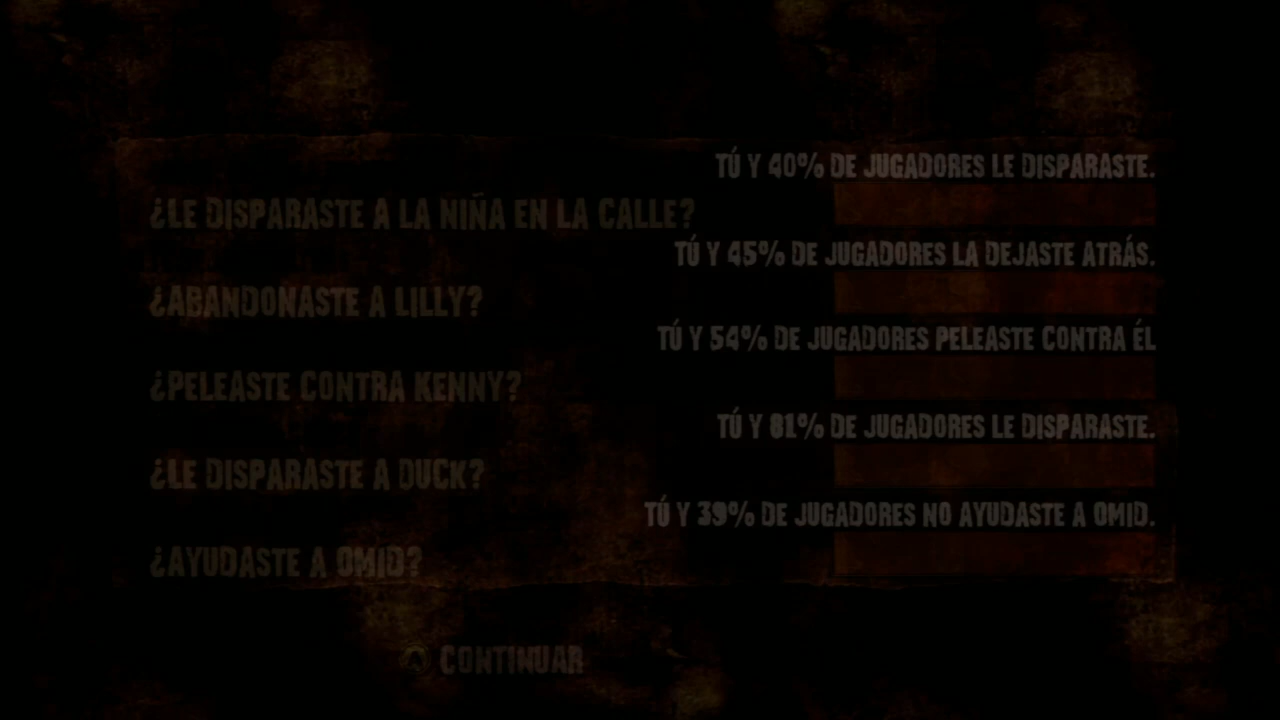 TÚ Y 40% DE JUGADORES LE DISPARASTE.
¿LE DISPARASTE A LA NIÑA EN LA CALLE?
TÚ Y 45% DE JUGADORES LA DEJASTE ATRÁS.
¿ABANDONASTE A LILLY?
TÚ Y 54% DE JUGADORES PELEASTE CONTRA ÉL
¿PELEASTE CONTRA KENNY?
TÚ Y 81% DE JUGADORES LE DISPARASTE.
¿LE DISPARASTE A DUCK?
TÚ Y 39% DE JUGADORES NO AYUDASTE A OMID.
¿AYUDASTE A OMID?
A CONTINUAR